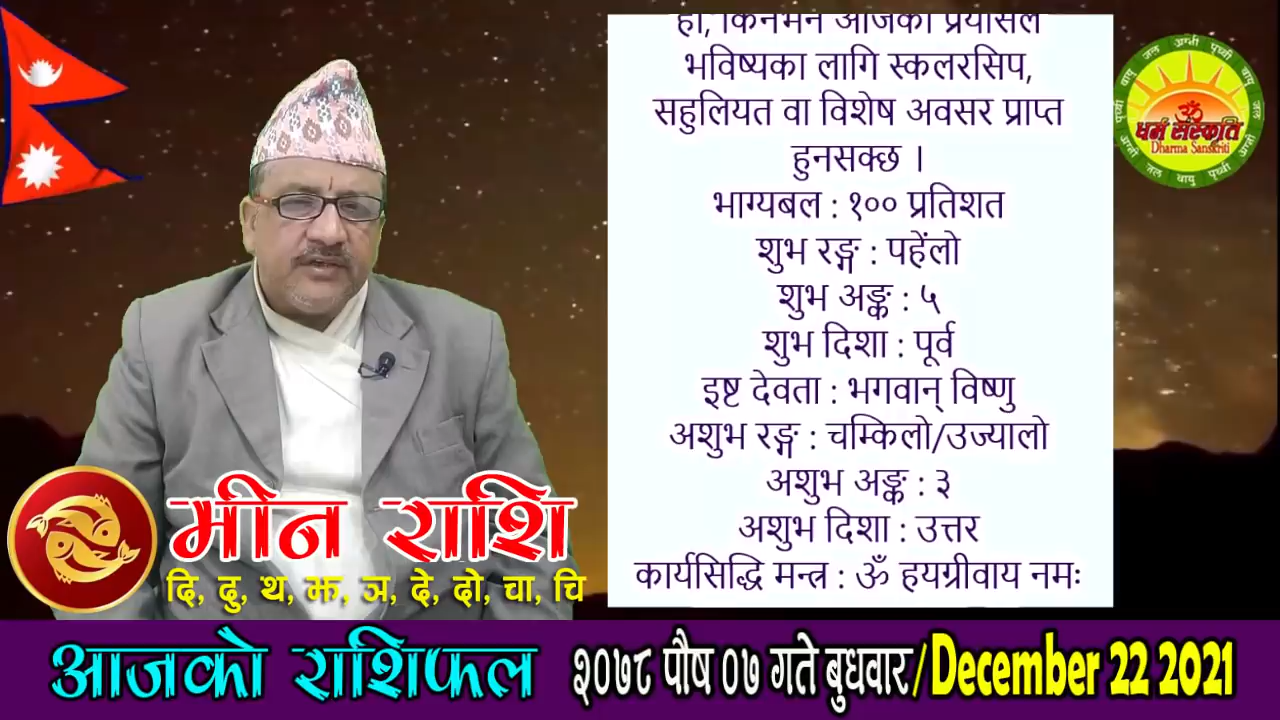 भविष्यका लागि स्कलरसिप,
सहुलियत वा विशेष अवसर प्राप्त
हुनसक्छ ।
भाग्यबल : १०० प्रतिशत
शुभ रङ्ग : पहेंलो
शुभ अङ्क : ५
शुभ दिशा : पूर्व
इष्ट देवता : भगवान् विष्णु
अशुभ रङ्ग : चम्किलो/उज्यालो
अशुभ अङ्क : ३
अशुभ दिशा : उत्तर
कार्यसिद्धि मन्त्र : ॐ हयग्रीवाय नमः
ॐ
धर्म संस्कृति
Dharma Sanskriti
मीन राशि
दि, दु, थ, झ, ञ, दे, दो, चा, चि
आजको राशिफल २०७८ पौष ०७ गते बुधवार/December 22 2021